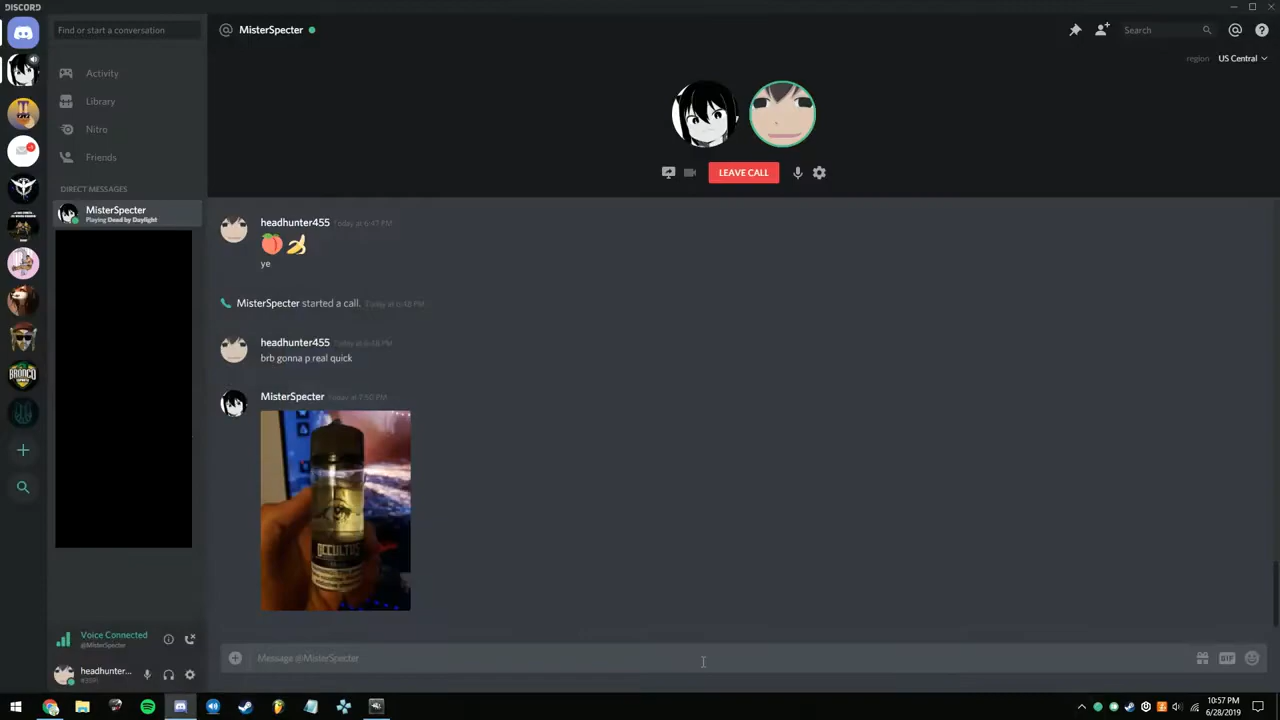 DISCORD
Find or start a conversation
MisterSpecter
Search
region US Central
Activity
Library
Nitro
Friends
DIRECT MESSAGES
MisterSpecter
Playing Dead by Daylight
LEAVE CALL
headhunter455 Today at 6:47 PM
ye
MisterSpecter started a call. Today at 6:48 PM
headhunter455 Today at 6:48 PM
brb gonna p real quick
MisterSpecter Today at 7:50 PM
OCCULTUS
BRONCO
Voice Connected
@MisterSpecter
headhunter...
Message @MisterSpecter
GIF
10:57 PM
6/28/2019